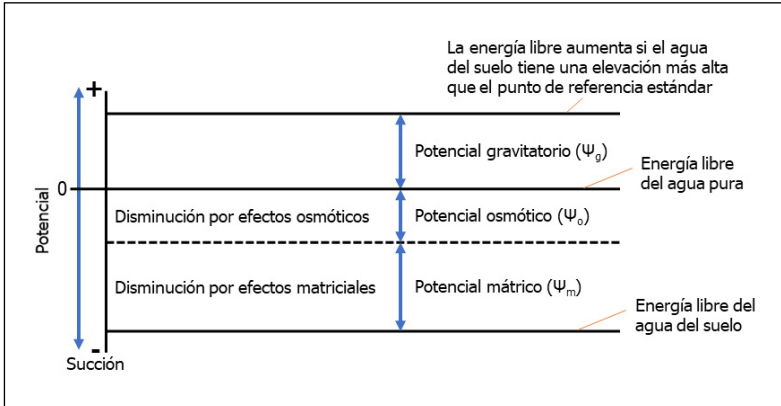 La energía libre aumenta si el agua
del suelo tiene una elevación más alta
que el punto de referencia estándar
+
Potencial gravitatorio (Ψg)
Energía libre
del agua pura
0
Potencial
Disminución por efectos osmóticos
Potencial osmótico (Ψo)
Disminución por efectos matriciales
Potencial mátrico (Ψm)
Energía libre del
agua del suelo
-
Succión